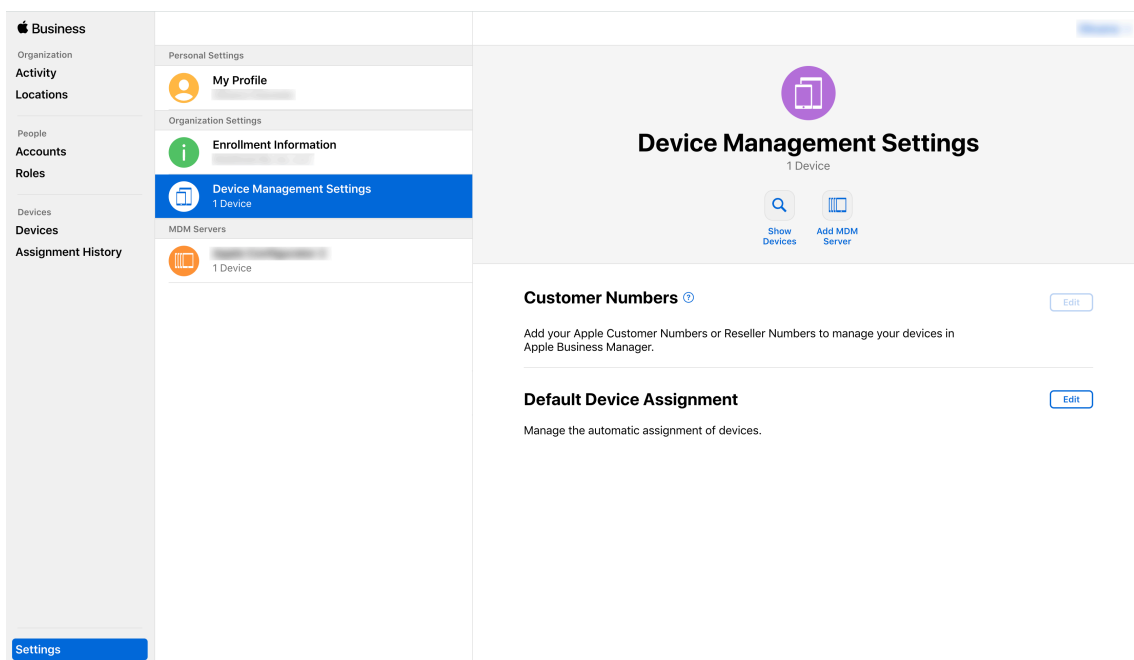 Business
Organization
Activity
Locations
People
Accounts
Roles
Devices
Devices
Assignment History
Settings
Personal Settings
My Profile
Organization Settings
Enrollment Information
Device Management Settings
1 Device
MDM Servers
1 Device
Device Management Settings
1 Device
Show
Devices
Add MDM
Server
Customer Numbers
Edit
Add your Apple Customer Numbers or Reseller Numbers to manage your devices in
Apple Business Manager.
Default Device Assignment
Edit
Manage the automatic assignment of devices.